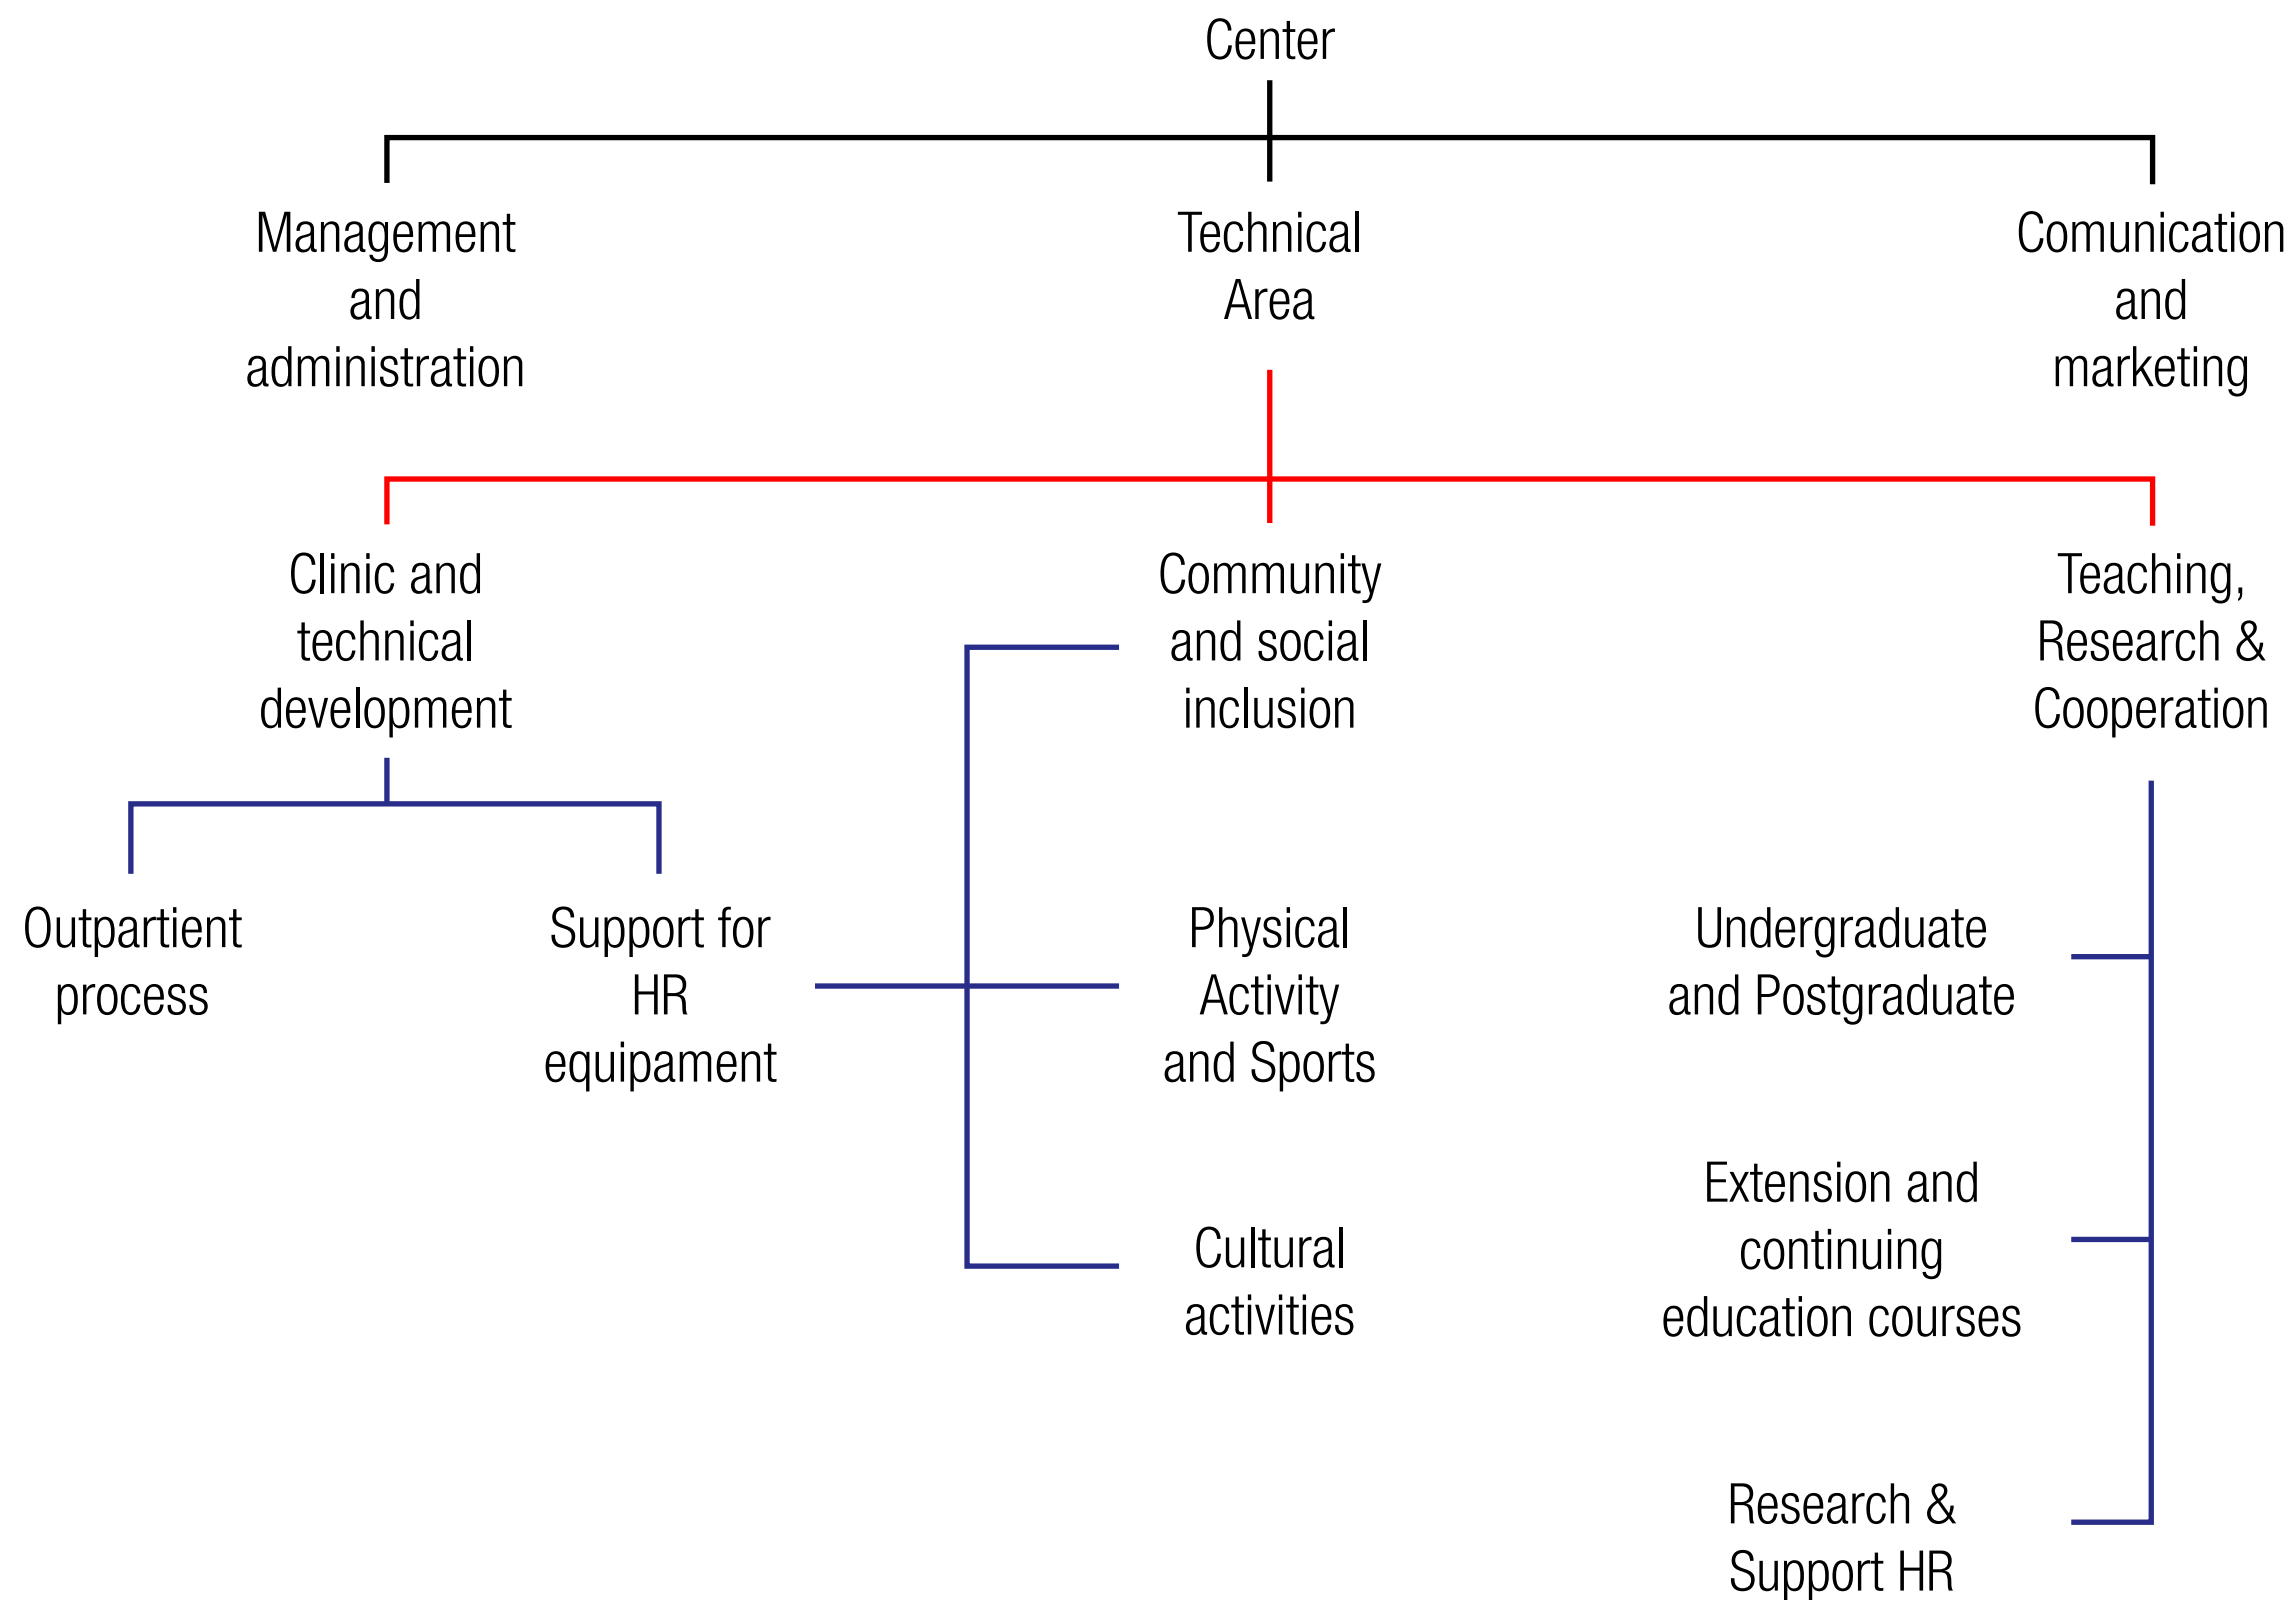 Center
Management
and
administration
Technical
Area
Comunication
and
marketing
Clinic and
technical
development
Community
and social
inclusion
Teaching,
Research &
Cooperation
Outpartient
process
Support for
HR
equipament
Physical
Activity
and Sports
Undergraduate
and Postgraduate
Extension and
continuing
education courses
Cultural
activities
Research &
Support HR